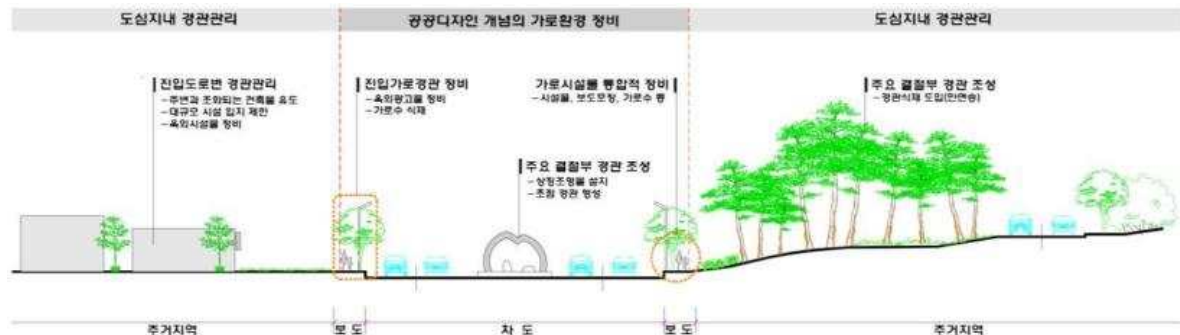 도심지내 경관관리
공공디자인 개념의 가로환경 정비
도심지내 경관관리
진입도로변 경관관리
-주변과 조화되는 건축물 유도
-대규모 시설 입지 제한
-옥외시설물 정비
진입가로경관 정비
-옥외광고물 정비
-가로수 식재
가로시설물 통합적 정비
-시설물, 보도포장, 가로수 등
주요 결절부 경관 조성
-상징조형물 설치
-초점 경관 형성
주요 결절부 경관 조성
-경관식재 도입(안면송)
주거지역
보 도
차 도
보 도
주거지역